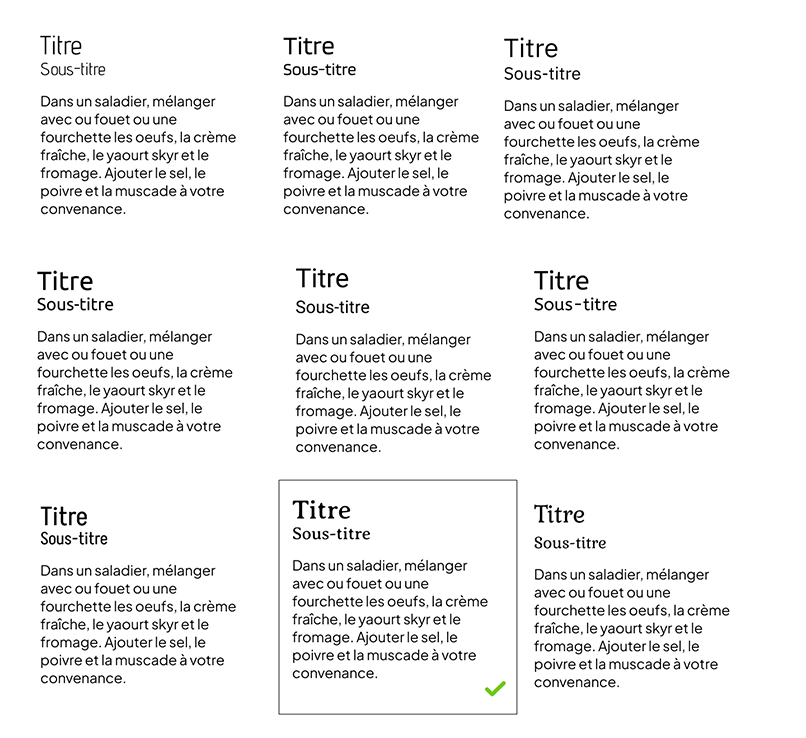 Titre
Sous-titre
Dans un saladier, mélanger
avec ou fouet ou une
fourchette les oeufs, la crème
fraîche, le yaourt skyr et le
fromage. Ajouter le sel, le
poivre et la muscade à votre
convenance.
Titre
Sous-titre
Dans un saladier, mélanger
avec ou fouet ou une
fourchette les oeufs, la crème
fraîche, le yaourt skyr et le
fromage. Ajouter le sel, le
poivre et la muscade à votre
convenance.
Titre
Sous-titre
Dans un saladier, mélanger
avec ou fouet ou une
fourchette les oeufs, la crème
fraîche, le yaourt skyr et le
fromage. Ajouter le sel, le
poivre et la muscade à votre
convenance.
Titre
Sous-titre
Dans un saladier, mélanger
avec ou fouet ou une
fourchette les oeufs, la crème
fraîche, le yaourt skyr et le
fromage. Ajouter le sel, le
poivre et la muscade à votre
convenance.
Titre
Sous-titre
Dans un saladier, mélanger
avec ou fouet ou une
fourchette les oeufs, la crème
fraîche, le yaourt skyr et le
fromage. Ajouter le sel, le
poivre et la muscade à votre
convenance.
Titre
Sous-titre
Dans un saladier, mélanger
avec ou fouet ou une
fourchette les oeufs, la crème
fraîche, le yaourt skyr et le
fromage. Ajouter le sel, le
poivre et la muscade à votre
convenance.
Titre
Sous-titre
Dans un saladier, mélanger
avec ou fouet ou une
fourchette les oeufs, la crème
fraîche, le yaourt skyr et le
fromage. Ajouter le sel, le
poivre et la muscade à votre
convenance.
Titre
Sous-titre
Dans un saladier, mélanger
avec ou fouet ou une
fourchette les oeufs, la crème
fraîche, le yaourt skyr et le
fromage. Ajouter le sel, le
poivre et la muscade à votre
convenance.
Titre
Sous-titre
Dans un saladier, mélanger
avec ou fouet ou une
fourchette les oeufs, la crème
fraîche, le yaourt skyr et le
fromage. Ajouter le sel, le
poivre et la muscade à votre
convenance.